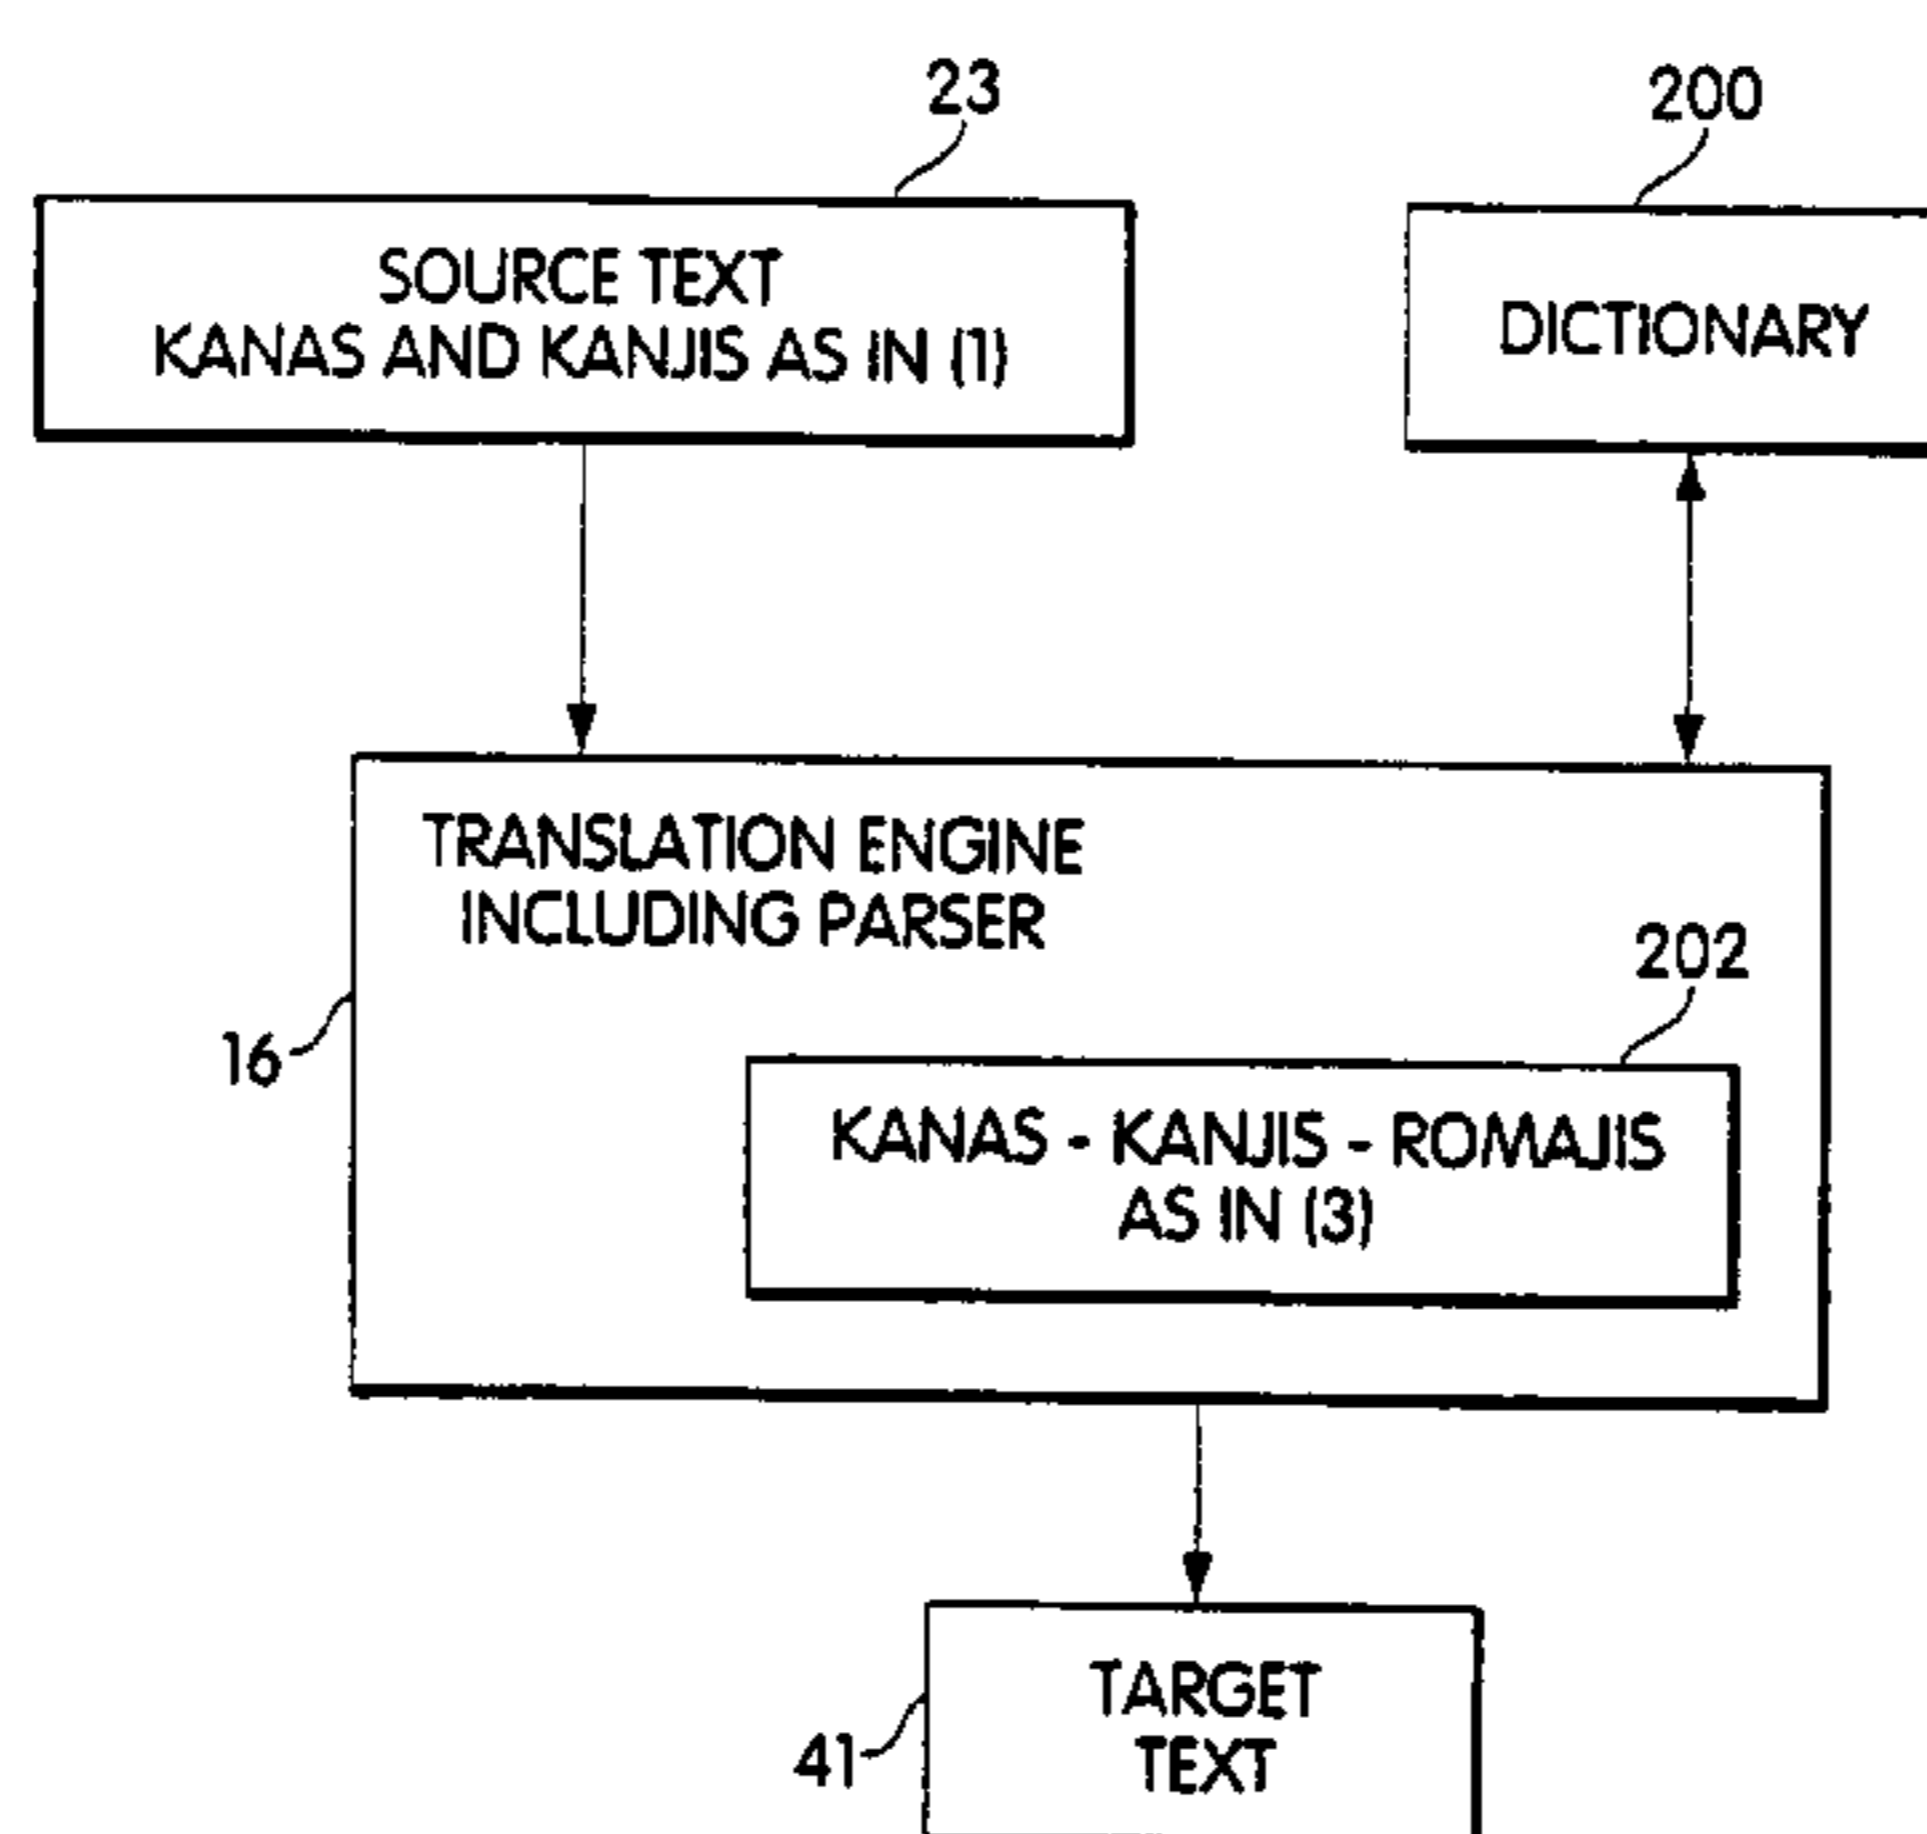 23
200
SOURCE TEXT
KANAS AND KANJIS AS IN (1)
DICTIONARY
TRANSLATION ENGINE
INCLUDING PARSER
202
16
KANAS - KANJIS - ROMAJIS
AS IN (3)
TARGET
TEXT
41